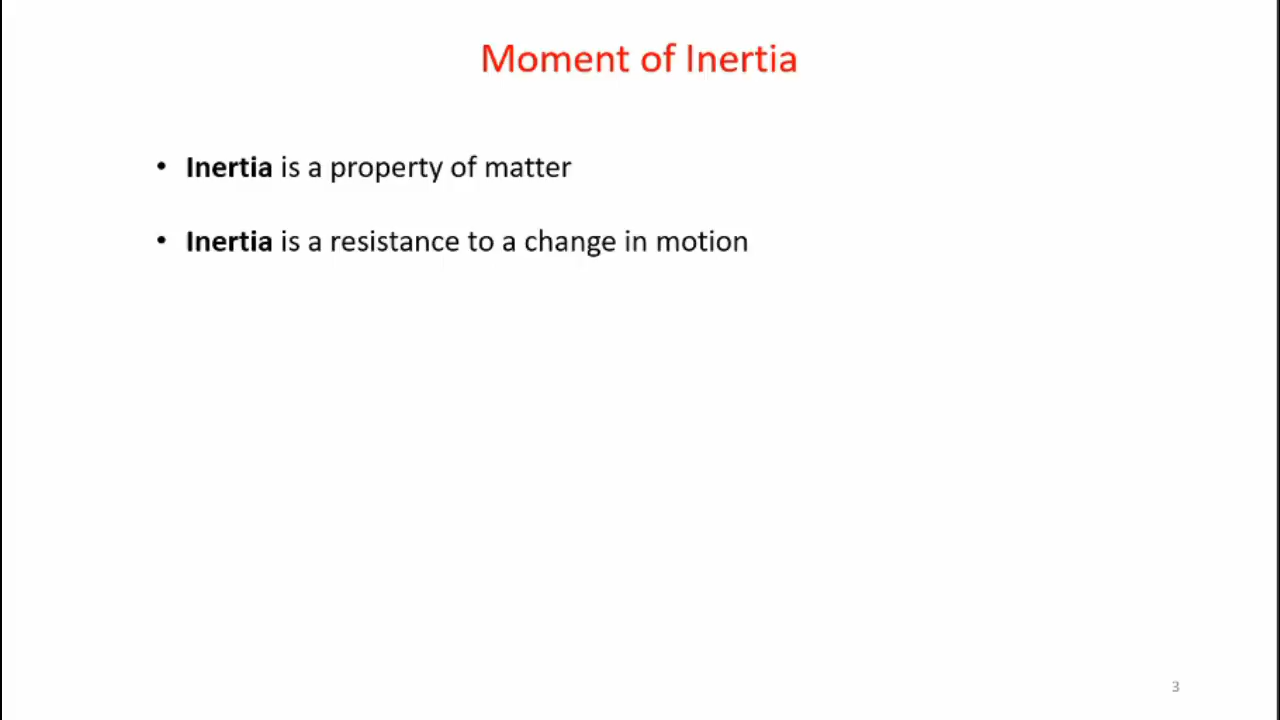 Moment of Inertia
• Inertia is a property of matter
• Inertia is a resistance to a change in motion
3